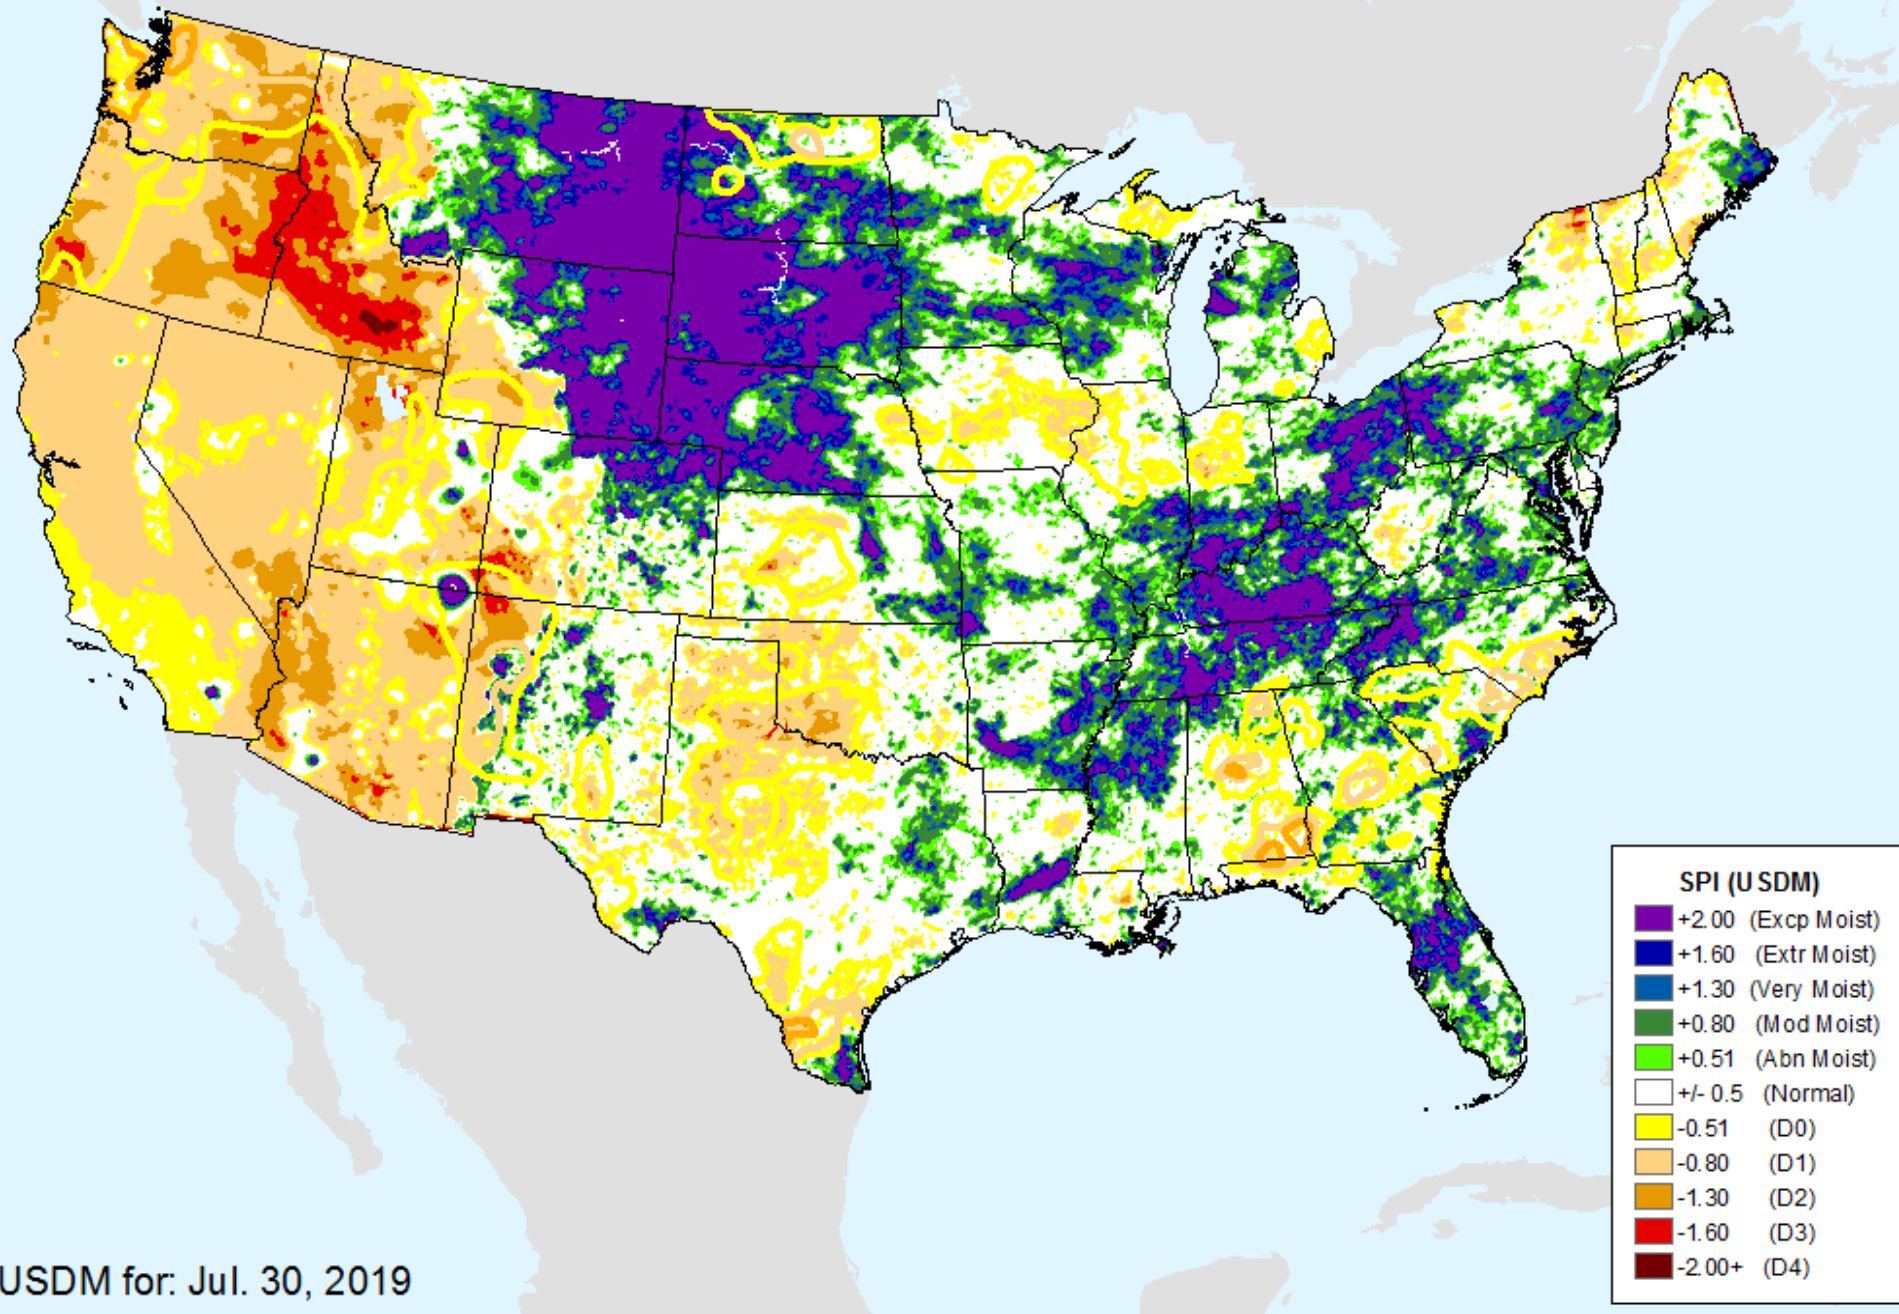 SPI (USDM)
+2.00 (Excp Moist)
+1.60 (Extr Moist)
+1.30 (Very Moist)
+0.80 (Mod Moist)
+0.51 (Abn Moist)
+/- 0.5 (Normal)
-0.51 (D0)
-0.80 (D1)
-1.30 (D2)
-1.60 (D3)
-2.00+ (D4)
USDM for: Jul. 30, 2019